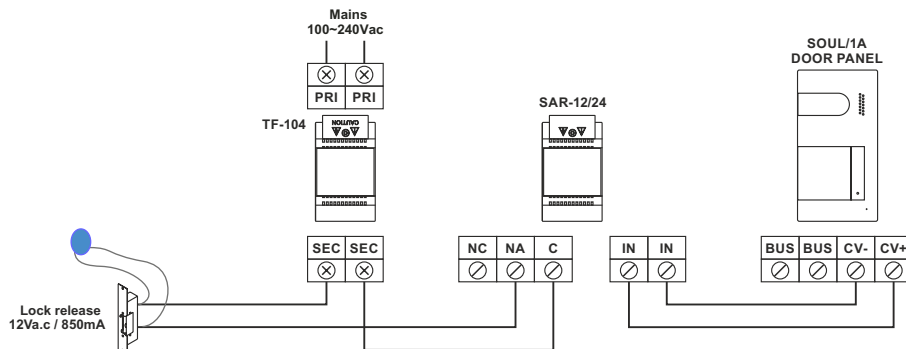 Mains
100~240Vac
SOUL/1A
DOOR PANEL
PRI PRI
SAR-12/24
TF-104
CAUTION
SEC SEC
NC NA C
IN IN
BUS BUS CV- CV+
Lock release
12Va.c / 850mA